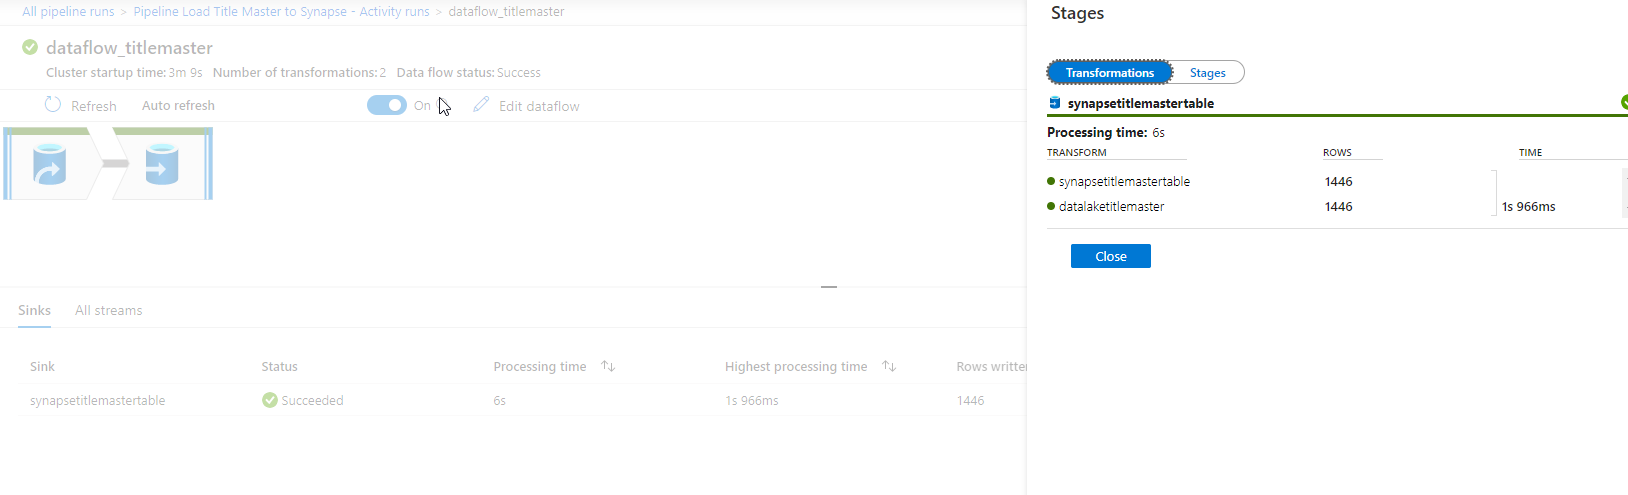 All pipeline runs > Pipeline Load Title Master to Synapse - Activity runs > dataflow_titlemaster
dataflow_titlemaster
Cluster startup time: 3m 9s Number of transformations: 2 Data flow status: Success
Refresh Auto refresh On Edit dataflow
Sinks All streams
Sink Status Processing time Highest processing time Rows writte
synapsetitlemastertable Succeeded 6s 1s 966ms 1446
Stages
Transformations Stages
synapsetitlemastertable
Processing time: 6s
TRANSFORM ROWS TIME
synapsetitlemastertable 1446
datalaketitlemaster 1446 1s 966ms
Close